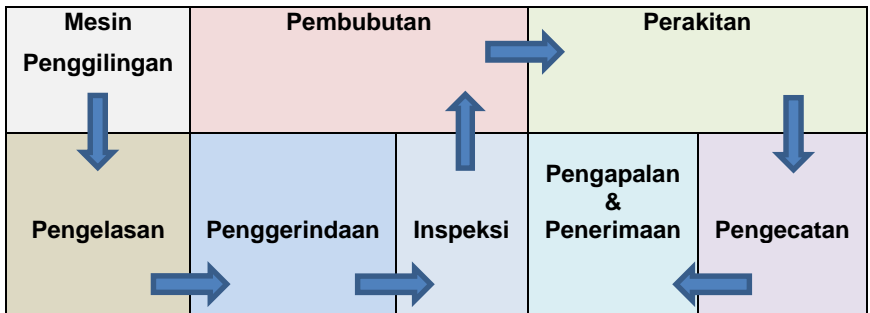 Mesin
Penggilingan
Pembubutan
Perakitan
Pengelasan
Penggerindaan
Inspeksi
Pengapalan
&
Penerimaan
Pengecatan